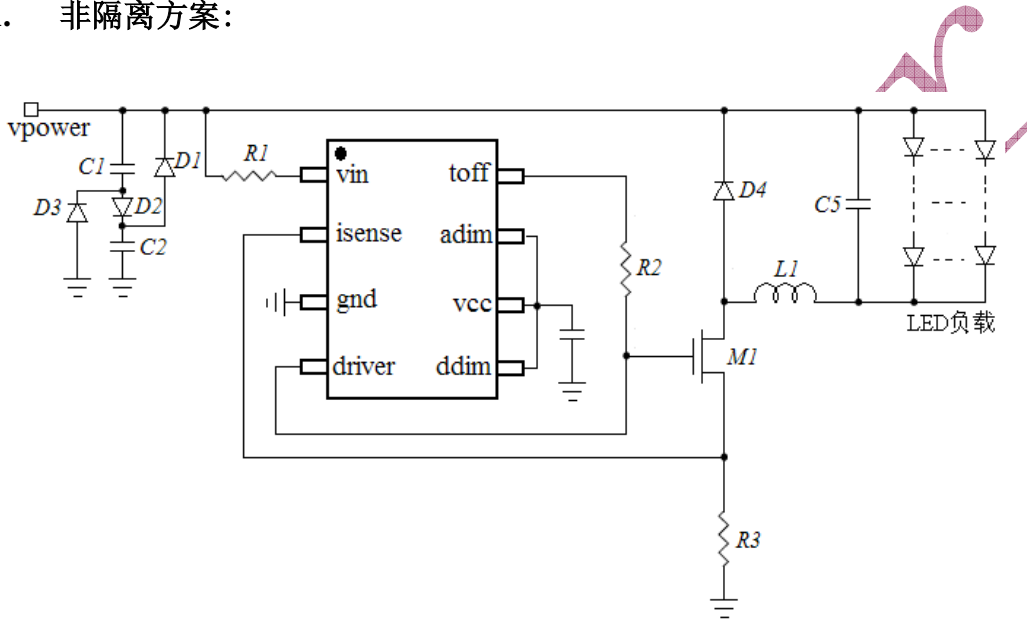 非隔离方案:
vpower
C1
D1
R1
D3
D2
C2
vin
toff
isense
adim
gnd
vcc
driver
ddim
R2
D4
C5
L1
M1
LED负载
R3